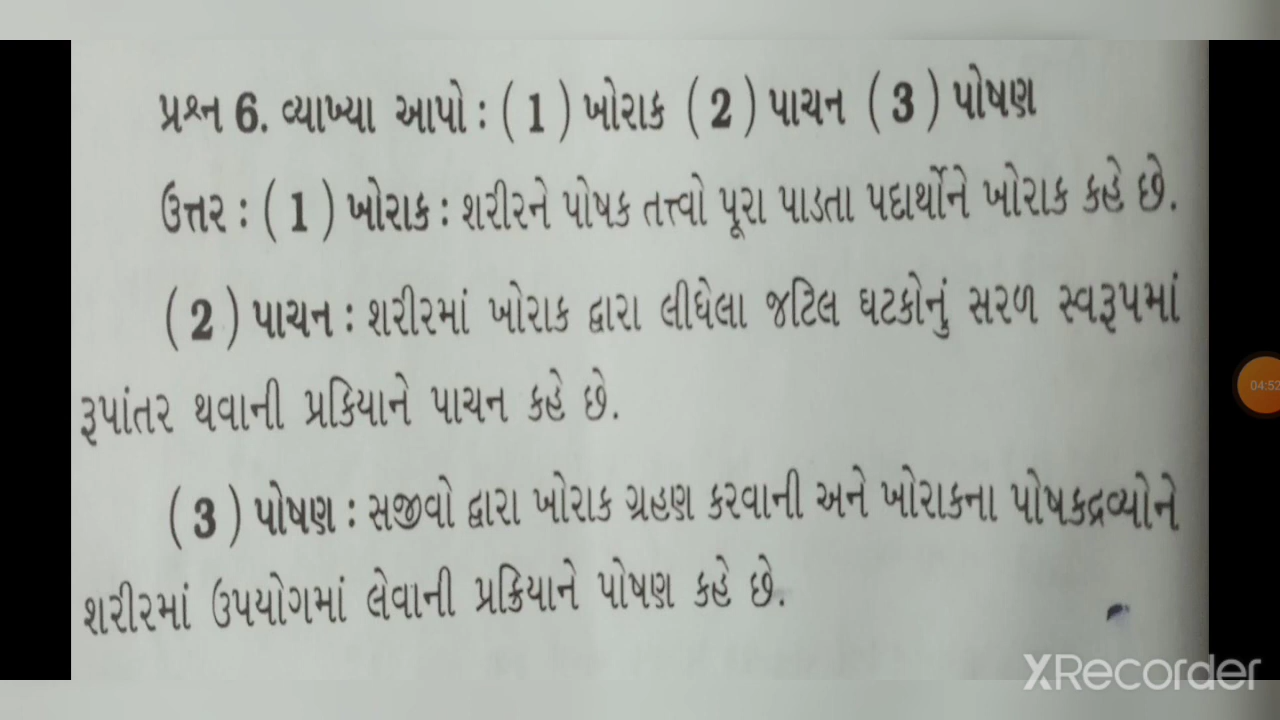 પ્રશ્ન 6. વ્યાખ્યા આપો : ( 1 ) ખોરાક ( 2 ) પાચન ( 3 ) પોષણ
ઉત્તર : ( 1 ) ખોરાક : શરીરને પોષક તત્ત્વો પૂરા પાડતા પદાર્થોને ખોરાક કહે છે.
( 2 ) પાચન : શરીરમાં ખોરાક દ્વારા લીધેલા જટિલ ઘટકોનું સરળ સ્વરૂપમાં
રૂપાંતર થવાની પ્રક્રિયાને પાચન કહે છે.
( 3 ) પોષણ : સજીવો દ્વારા ખોરાક ગ્રહણ કરવાની અને ખોરાકના પોષકદ્રવ્યોને
શરીરમાં ઉપયોગમાં લેવાની પ્રક્રિયાને પોષણ કહે છે.
04:52
XRecorder